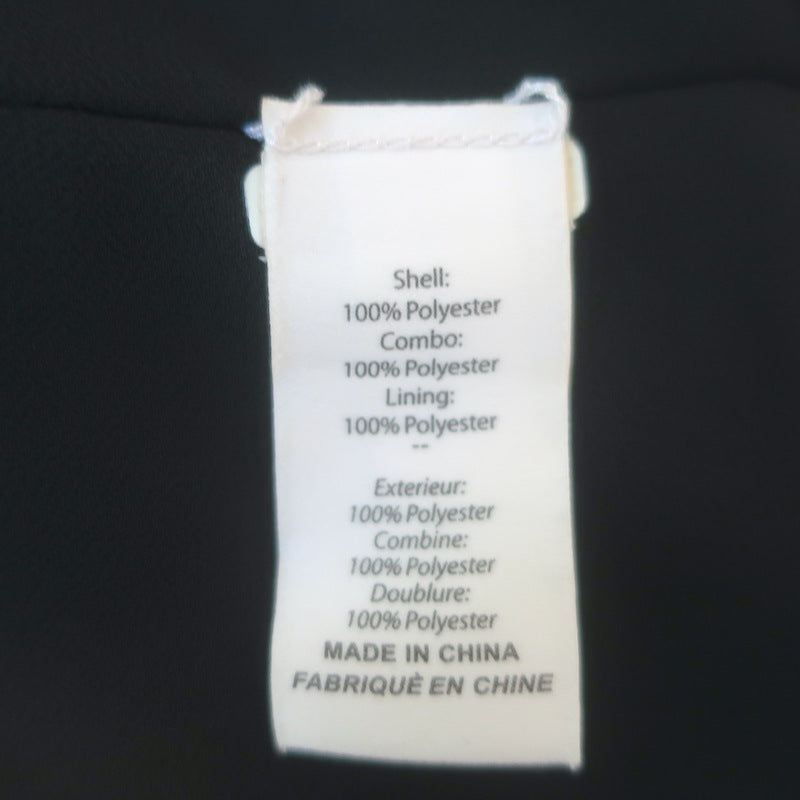 Shell:
100% Polyester
Combo:
100% Polyester
Lining:
100% Polyester
--
Exterieur:
100% Polyester
Combine:
100% Polyester
Doublure:
100% Polyester
MADE IN CHINA
FABRIQUÈ EN CHINE